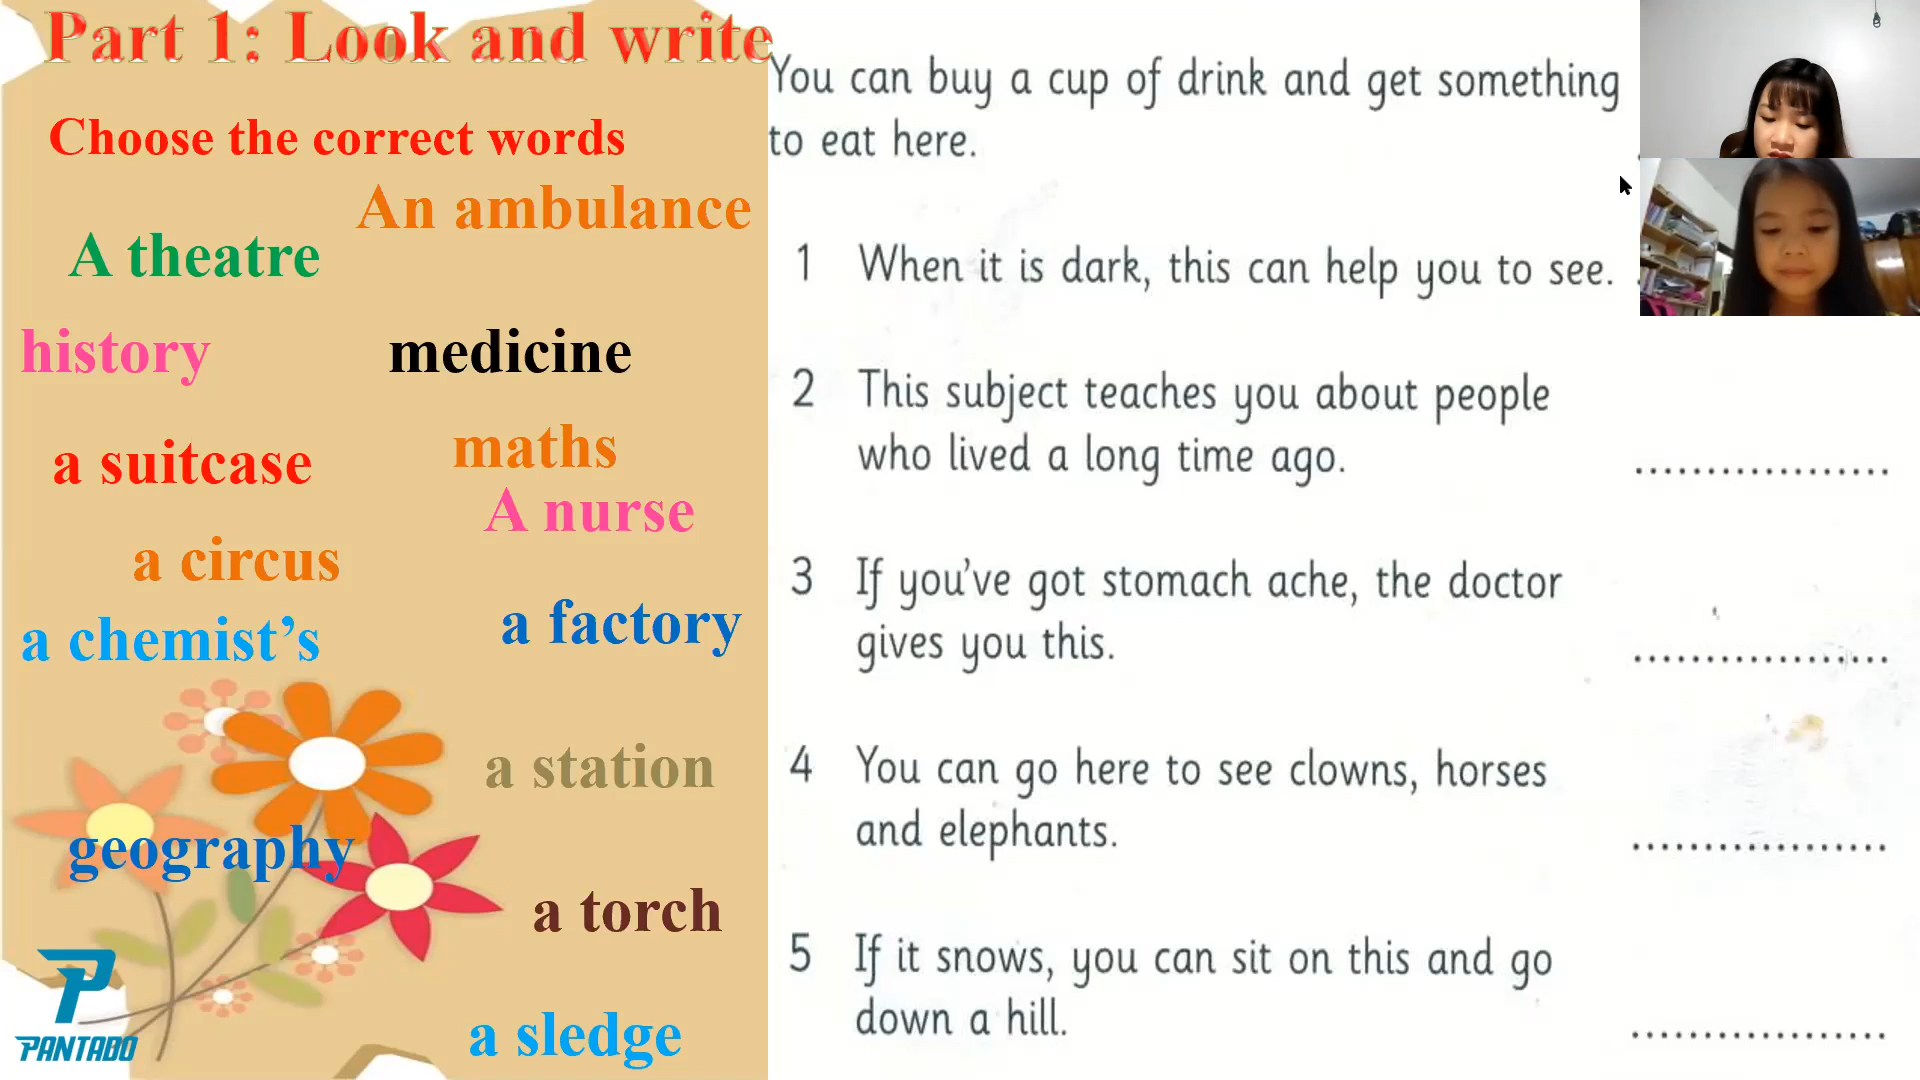 Part 1: Look and write
Choose the correct words
An ambulance
A theatre
history
medicine
a suitcase
maths
A nurse
a circus
a chemist's
a factory
a station
geography
a torch
a sledge
PANTADO
You can buy a cup of drink and get something
to eat here.
1 When it is dark, this can help you to see.
2 This subject teaches you about people
who lived a long time ago. ..................
3 If you've got stomach ache, the doctor
gives you this. ..................
4 You can go here to see clowns, horses
and elephants. ..................
5 If it snows, you can sit on this and go
down a hill. ..................